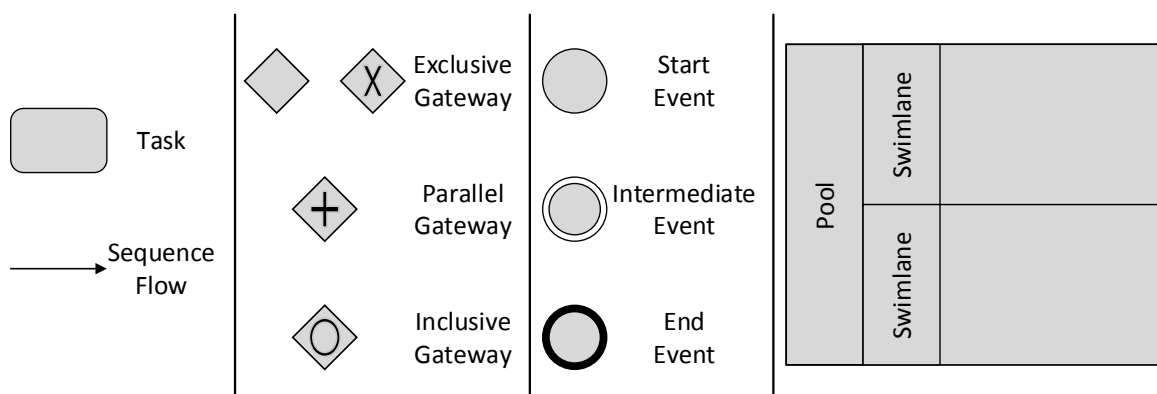 Task
Sequence
Flow
X
Exclusive
Gateway
Parallel
Gateway
Inclusive
Gateway
Start
Event
Intermediate
Event
End
Event
Pool
Swimlane
Swimlane